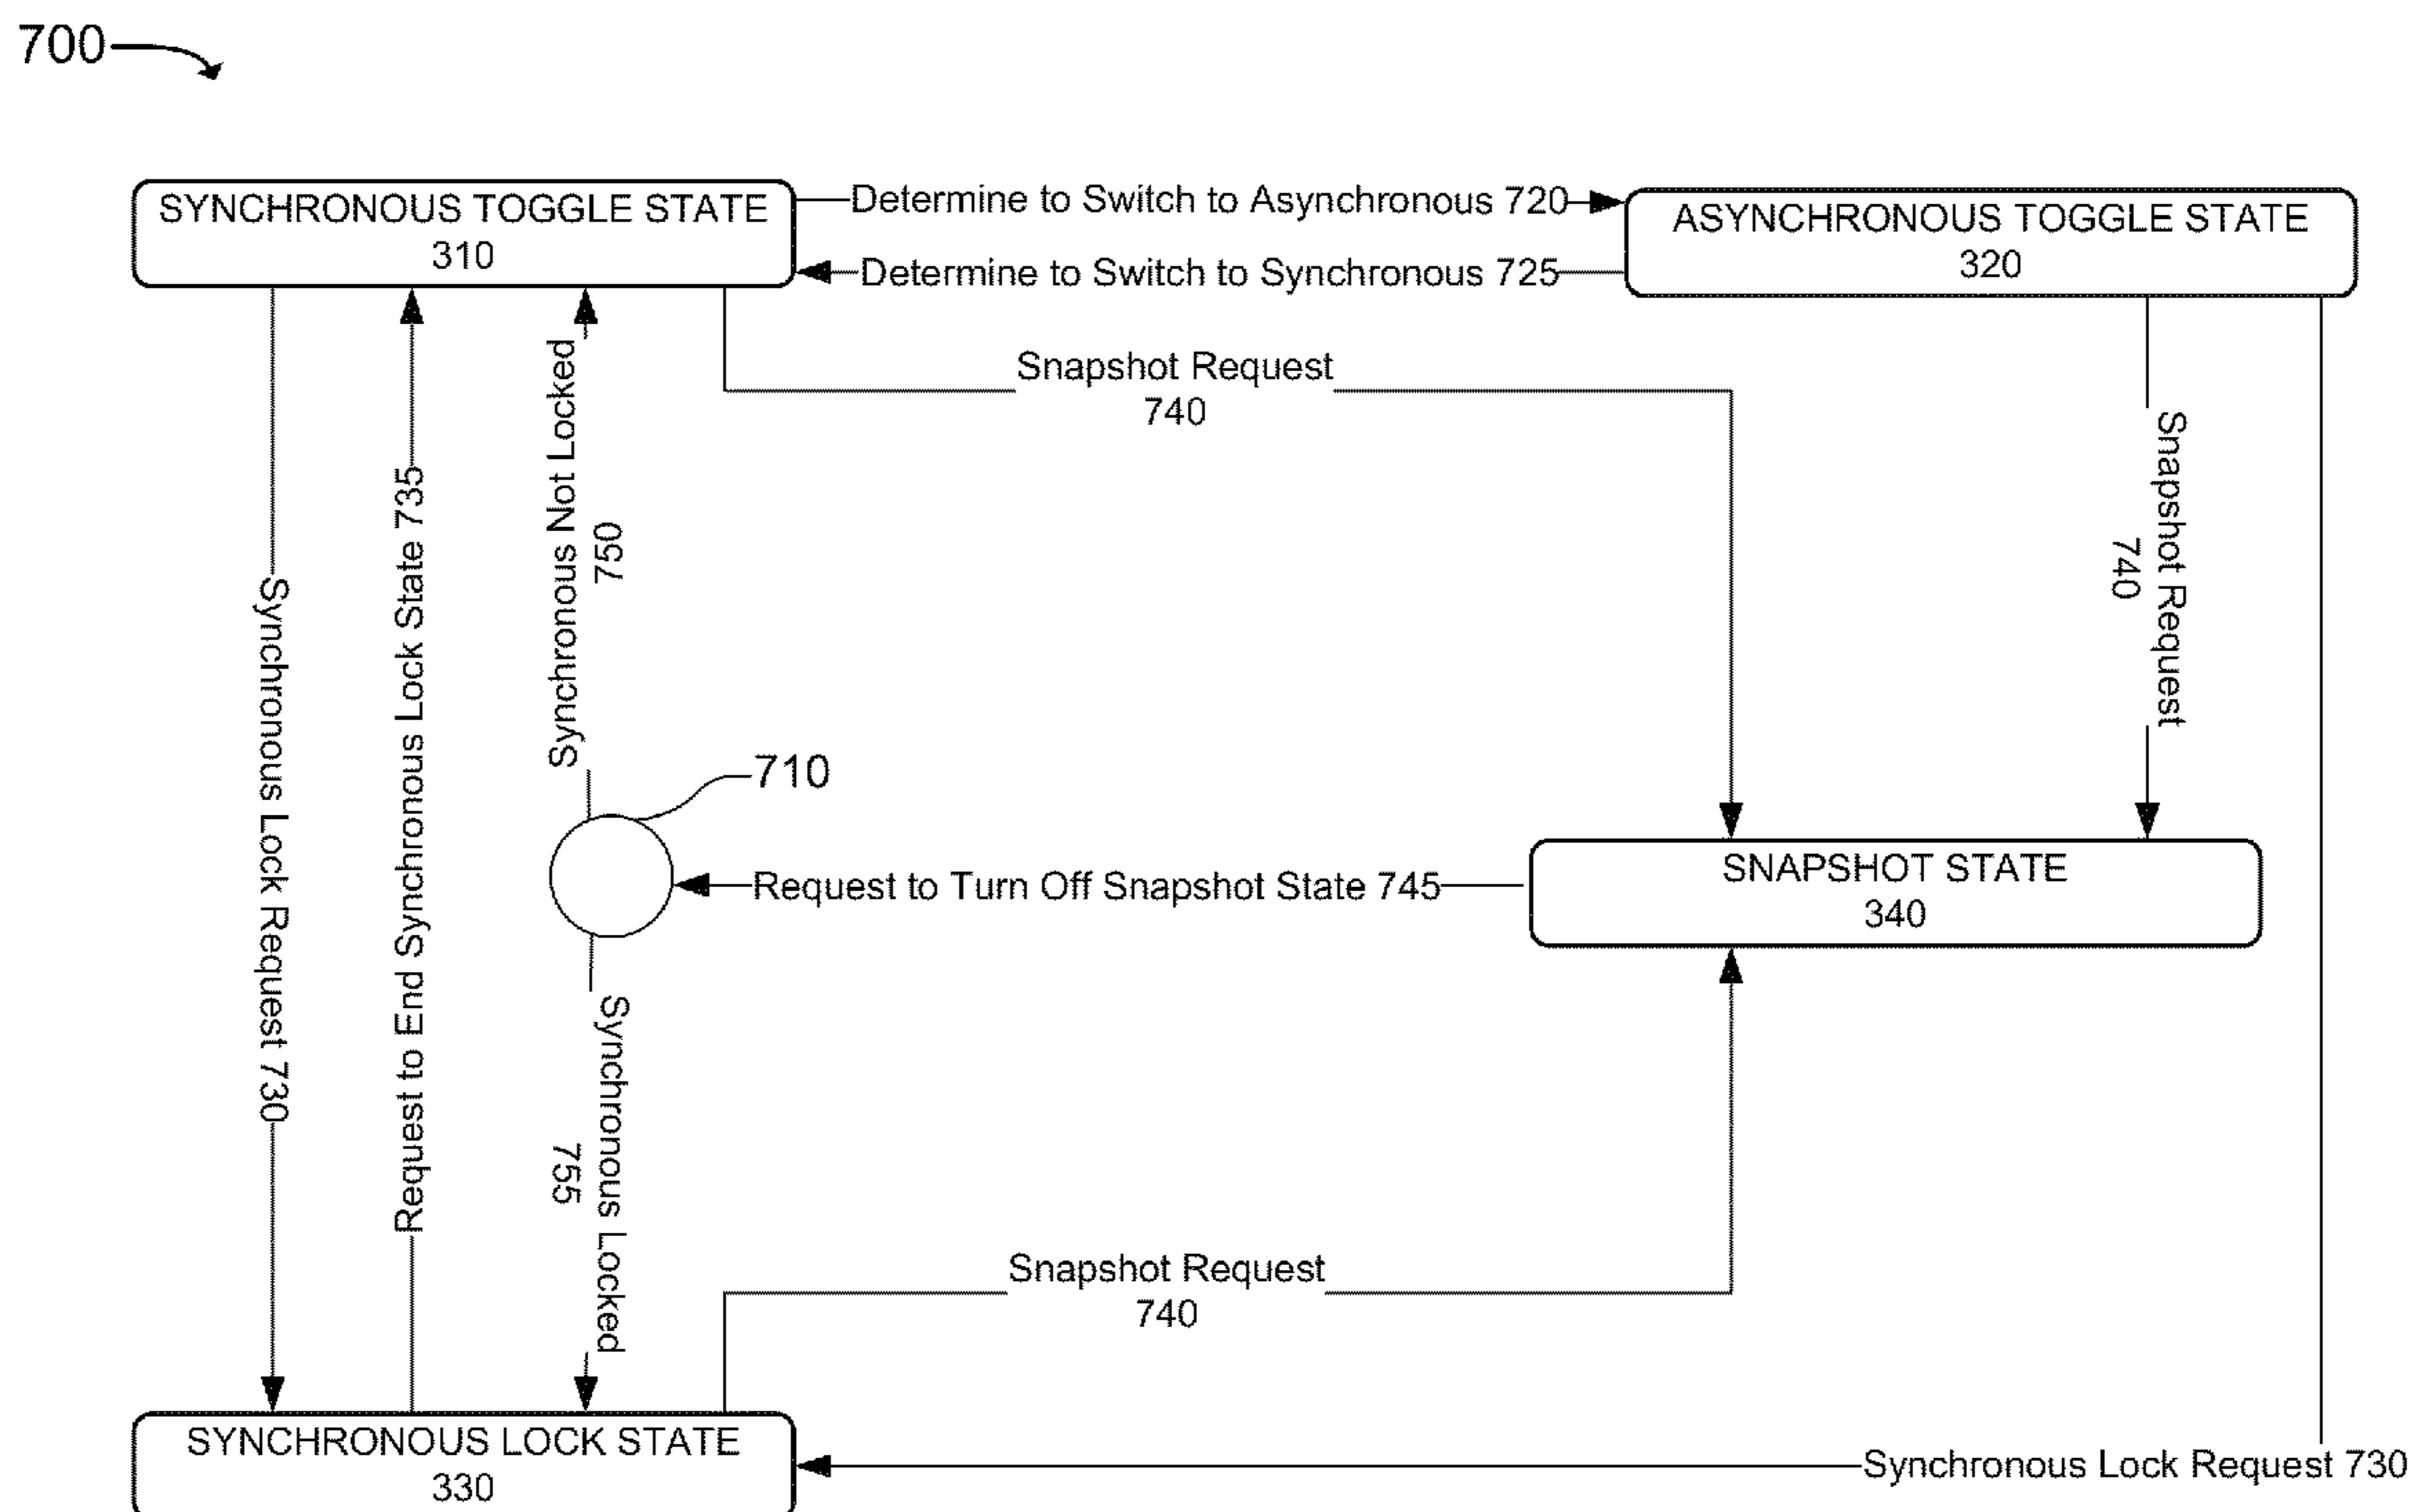 700
SYNCHRONOUS TOGGLE STATE
310
Determine to Switch to Asynchronous 720
Determine to Switch to Synchronous 725
ASYNCHRONOUS TOGGLE STATE
320
Snapshot Request
740
Snapshot Request
740
Synchronous Not Locked
750
Synchronous Lock Request 730
Request to End Synchronous Lock State 735
710
Request to Turn Off Snapshot State 745
SNAPSHOT STATE
340
Synchronous Locked
755
Snapshot Request
740
SYNCHRONOUS LOCK STATE
330
Synchronous Lock Request 730